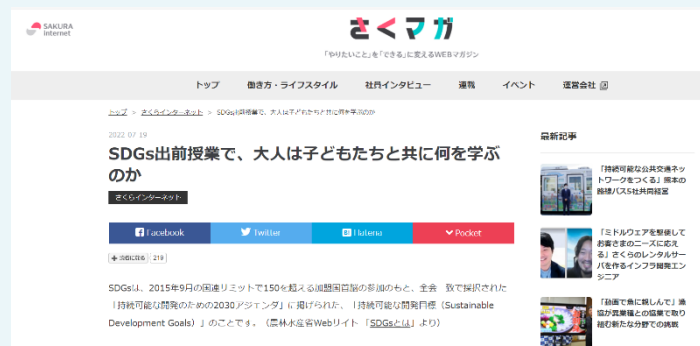 SAKURA
internet
さくマガ
「やりたいこと」を「できる」に変えるWEBマガジン
トップ 働き方・ライフスタイル 社員インタビュー 連載 イベント 運営会社
トップ > さくらインターネット > SDGs出前授業で、大人は子どもたちと共に何を学ぶのか
2022 07 19
SDGs出前授業で、大人は子どもたちと共に何を学ぶ
のか
さくらインターネット
Facebook Twitter Hatena Pocket
219
SDGsは、2015年9月の国連サミットで150を超える加盟国首脳の参加のもと、全会一致で採択された
「持続可能な開発のための2030アジェンダ」に掲げられた、「持続可能な開発目標（Sustainable
Development Goals）」のことです。（農林水産省Webサイト 「SDGsとは」より）
最新記事
「持続可能な公共交通ネッ
トワークをつくる」熊本の
路線バス5社共同経営
「ミドルウェアを駆使して
お客さまのニーズに応え
る」さくらのレンタルサー
バを作るインフラ開発エン
ジニア
「動画で魚に親しんで」漁
協が異業種との協業で取り
組む新たな分野での挑戦